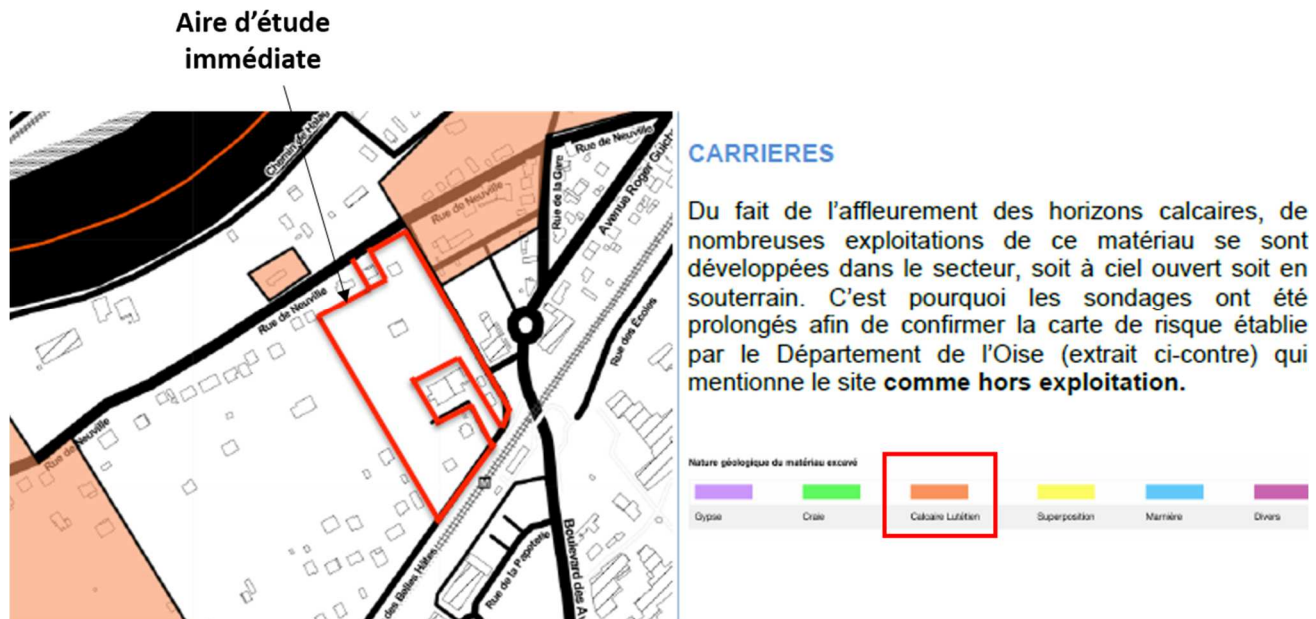 Aire d’étude
immédiate
Chemin de Halag
Rue de Neuville
Rue de la Gare
Avenue Roger Guich
Rue de Neuville
Rue de Neuville
Rue des Écoles
Rue de Neuville
des Belles Hâtes
Rue de la Papoterie
Boulevard des Av
CARRIERES
Du fait de l’affleurement des horizons calcaires, de
nombreuses exploitations de ce matériau se sont
développées dans le secteur, soit à ciel ouvert soit en
souterrain. C’est pourquoi les sondages ont été
prolongés afin de confirmer la carte de risque établie
par le Département de l’Oise (extrait ci-contre) qui
mentionne le site comme hors exploitation.
Nature géologique du matériau excavé
Gypse
Craie
Calcaire Lutétien
Superposition
Marnière
Divers